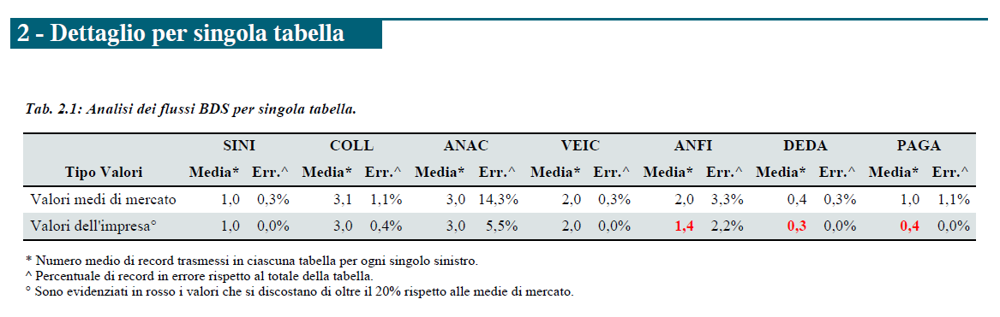 2 - Dettaglio per singola tabella
Tab. 2.1: Analisi dei flussi BDS per singola tabella.
SINI COLL ANAC VEIC ANFI DEDA PAGA
Tipo Valori Media* Err.^ Media* Err.^ Media* Err.^ Media* Err.^ Media* Err.^ Media* Err.^ Media* Err.^
Valori medi di mercato 1,0 0,3% 3,1 1,1% 3,0 14,3% 2,0 0,3% 2,0 3,3% 0,4 0,3% 1,0 1,1%
Valori dell'impresa° 1,0 0,0% 3,0 0,4% 3,0 5,5% 2,0 0,0% 1,4 2,2% 0,3 0,0% 0,4 0,0%
* Numero medio di record trasmessi in ciascuna tabella per ogni singolo sinistro.
^ Percentuale di record in errore rispetto al totale della tabella.
° Sono evidenziati in rosso i valori che si discostano di oltre il 20% rispetto alle medie di mercato.